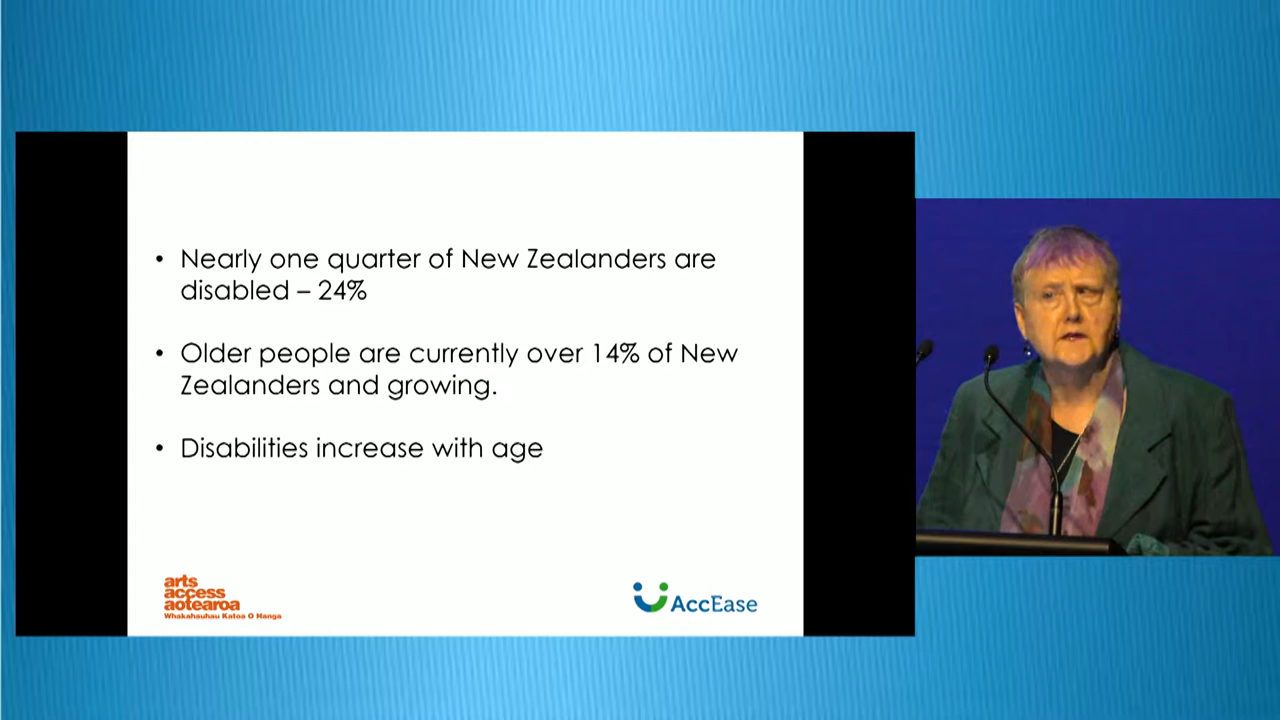 • Nearly one quarter of New Zealanders are
disabled – 24%
• Older people are currently over 14% of New
Zealanders and growing.
• Disabilities increase with age
arts
access
aotearoa
Whakahauhau Katoa O Hanga
AccEase